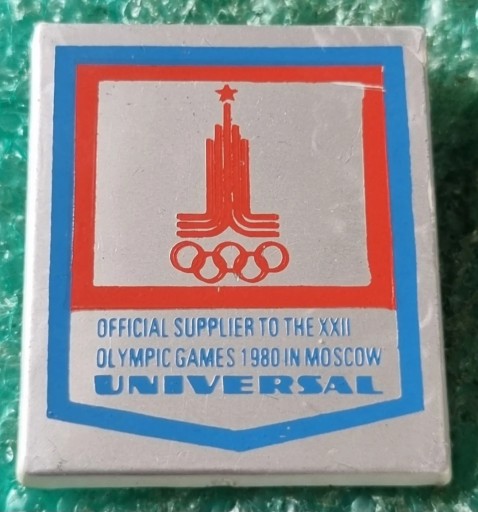 OFFICIAL SUPPLIER TO THE XXII
OLYMPIC GAMES 1980 IN MOSCOW
UNIVERSAL